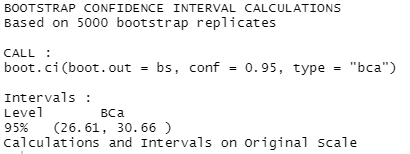 BOOTSTRAP CONFIDENCE INTERVAL CALCULATIONS
Based on 5000 bootstrap replicates
CALL :
boot.ci(boot.out = bs, conf = 0.95, type = "bca")
Intervals :
Level       BCa
95%   (26.61, 30.66 )
Calculations and Intervals on Original Scale